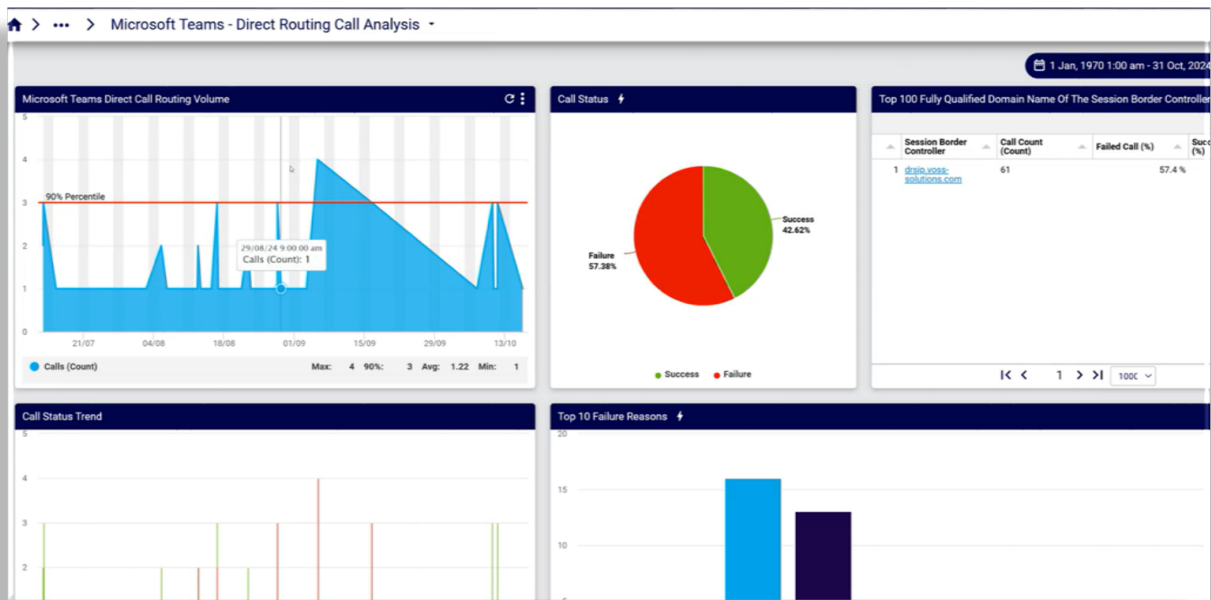 Microsoft Teams - Direct Routing Call Analysis
1 Jan, 1970 1:00 am - 31 Oct, 2024
Microsoft Teams Direct Call Routing Volume
5
4
90% Percentile
3
2
29/08/24 9:00:00 am
Calls (Count): 1
1
0
21/07 04/08 18/08 01/09 15/09 29/09 13/10
Calls (Count) Max: 4 90%: 3 Avg: 1.22 Min: 1
Call Status
Success
42.62%
Failure
57.38%
Success Failure
Top 100 Fully Qualified Domain Name Of The Session Border Controller
Session Border
Controller
Call Count
(Count)
Failed Call (%)
Succ
(%)
1 drsip.voss-
solutions.com
61 57.4 %
1 100C
Call Status Trend
5
4
3
2
Top 10 Failure Reasons
20
15
10